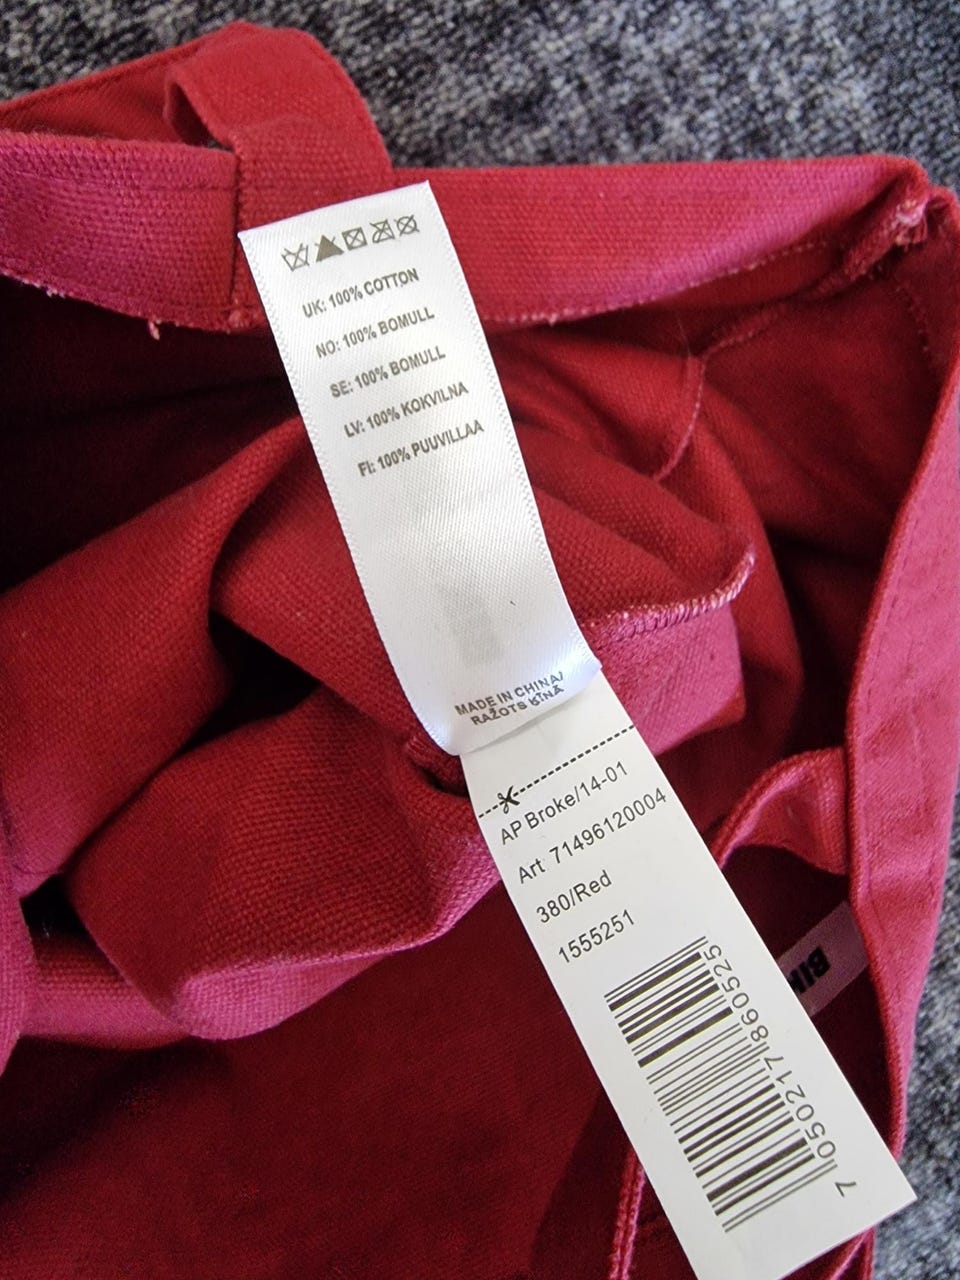 UK: 100% COTTON
NO: 100% BOMULL
SE: 100% BOMULL
LV: 100% KOKVILNA
FI: 100% PUUVILLAA
MADE IN CHINA/
RAŽOTS ĶĪNĀ
AP Broke/14-01
Art 71496120004
380/Red
1555251
7 050217 860525